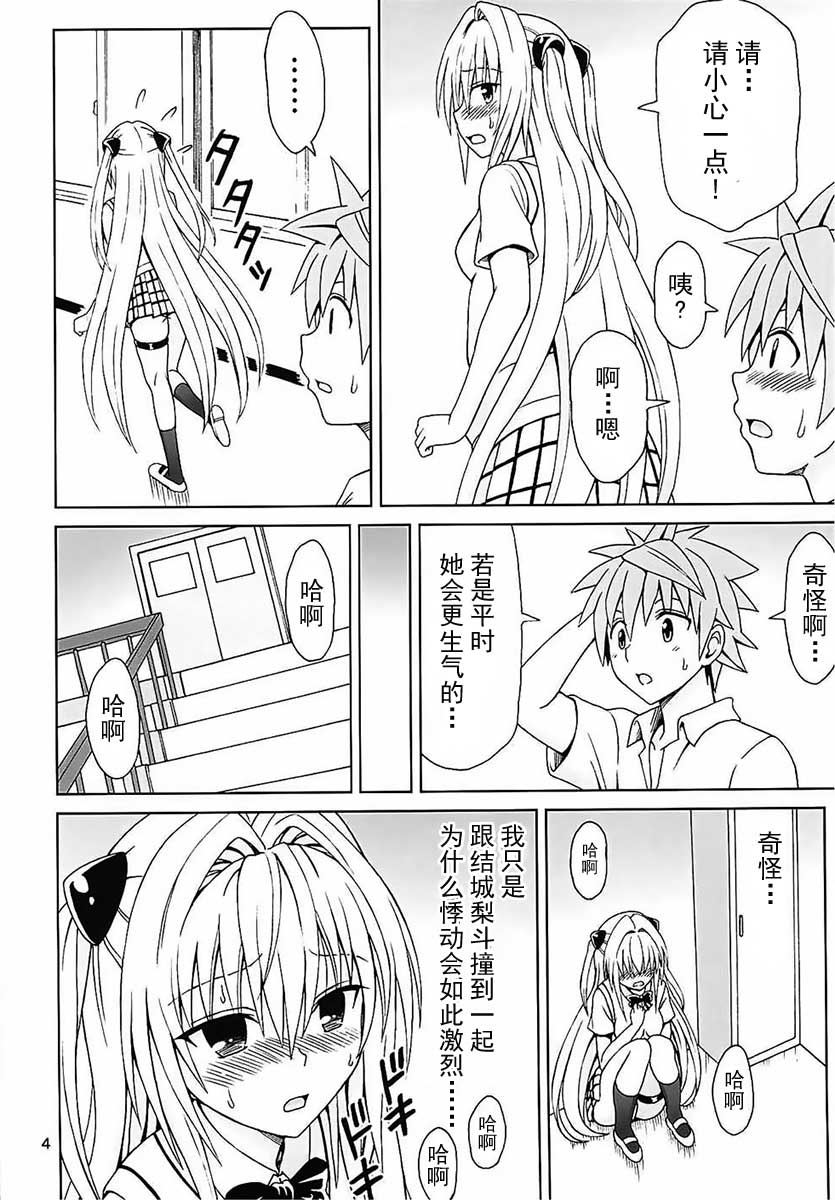 请…
请小心一点！
咦？
啊…
嗯
……
タタタタッ
奇怪啊…
若是平时
她会更生气的…
哈啊
哈啊
奇怪…
哈啊
哈啊
我只是
跟结城梨斗撞到一起
为什么悸动会如此激烈……
ドキ
ドキ
哈啊
哈啊
4